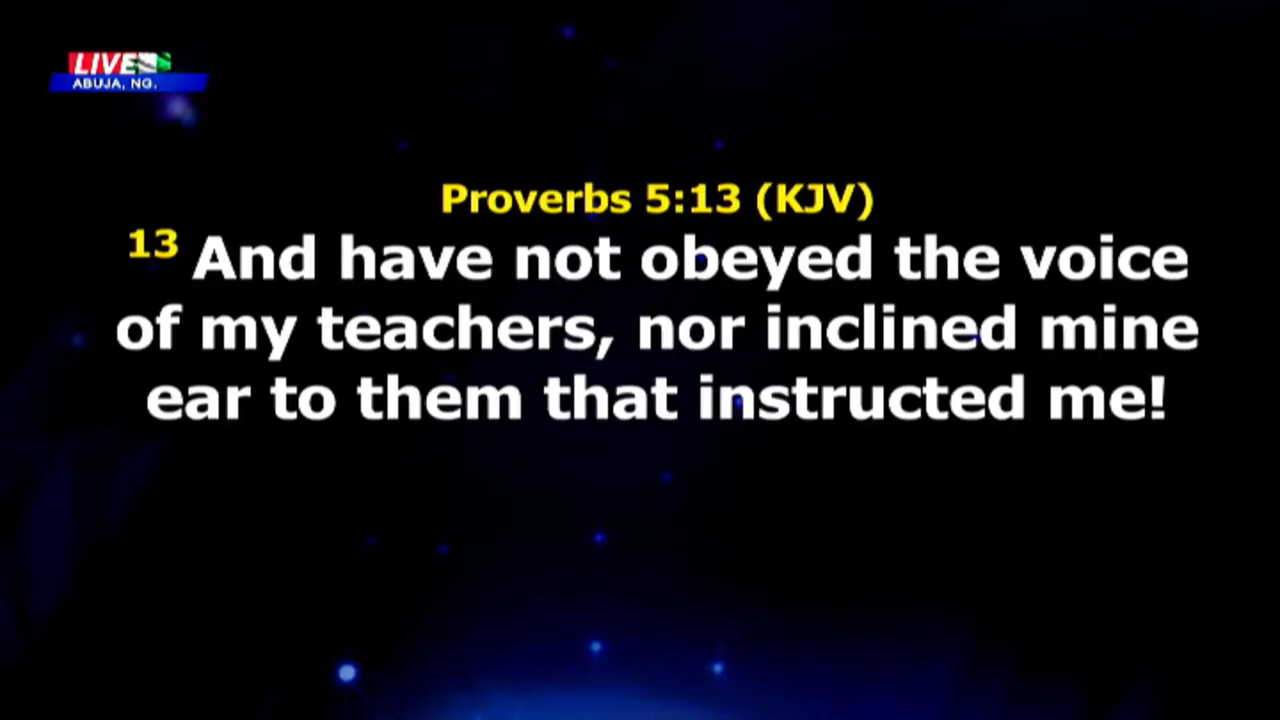 LIVE
ABUJA, NG.
Proverbs 5:13 (KJV)
13 And have not obeyed the voice
of my teachers, nor inclined mine
ear to them that instructed me!